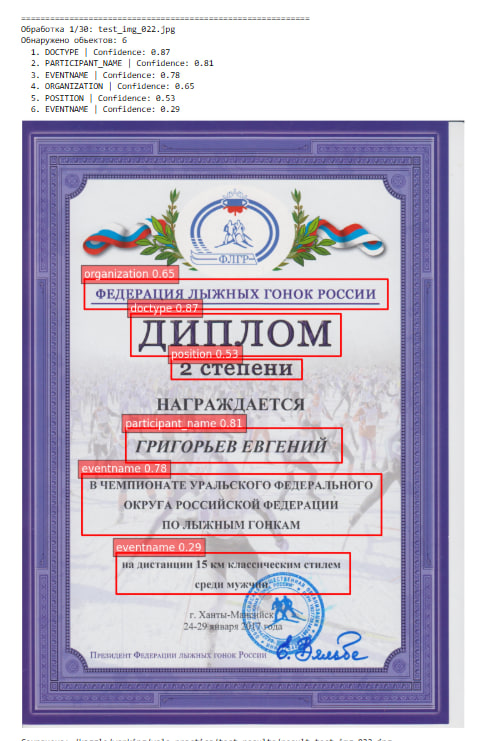 ============================================================
Обработка 1/30: test_img_022.jpg
Обнаружено объектов: 6
1. DOCTYPE | Confidence: 0.87
2. PARTICIPANT_NAME | Confidence: 0.81
3. EVENTNAME | Confidence: 0.78
4. ORGANIZATION | Confidence: 0.65
5. POSITION | Confidence: 0.53
6. EVENTNAME | Confidence: 0.29
ФЛГР
organization 0.65
ФЕДЕРАЦИЯ ЛЫЖНЫХ ГОНОК РОССИИ
doctype 0.87
ДИПЛОМ
position 0.53
2 степени
НАГРАЖДАЕТСЯ
participant_name 0.81
ГРИГОРЬЕВ ЕВГЕНИЙ
eventname 0.78
В ЧЕМПИОНАТЕ УРАЛЬСКОГО ФЕДЕРАЛЬНОГО
ОКРУГА РОССИЙСКОЙ ФЕДЕРАЦИИ
ПО ЛЫЖНЫМ ГОНКАМ
eventname 0.29
на дистанции 15 км классическим стилем
среди мужчин.
г. Ханты-Мансийск
24-29 января 2017 года
Президент Федерации лыжных гонок России